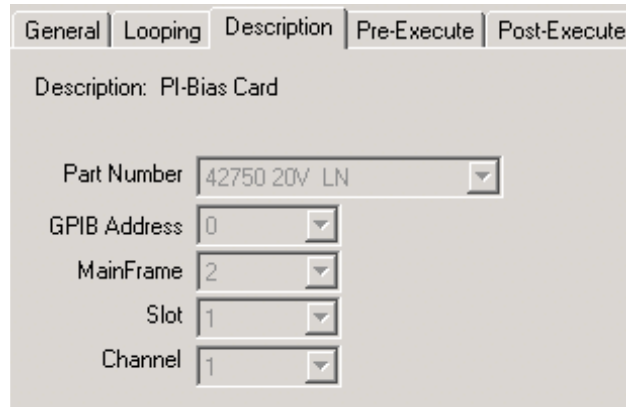 General Looping Description Pre-Execute Post-Execute
Description: PI-Bias Card
Part Number 42750 20V LN
GPIB Address 0
MainFrame 2
Slot 1
Channel 1